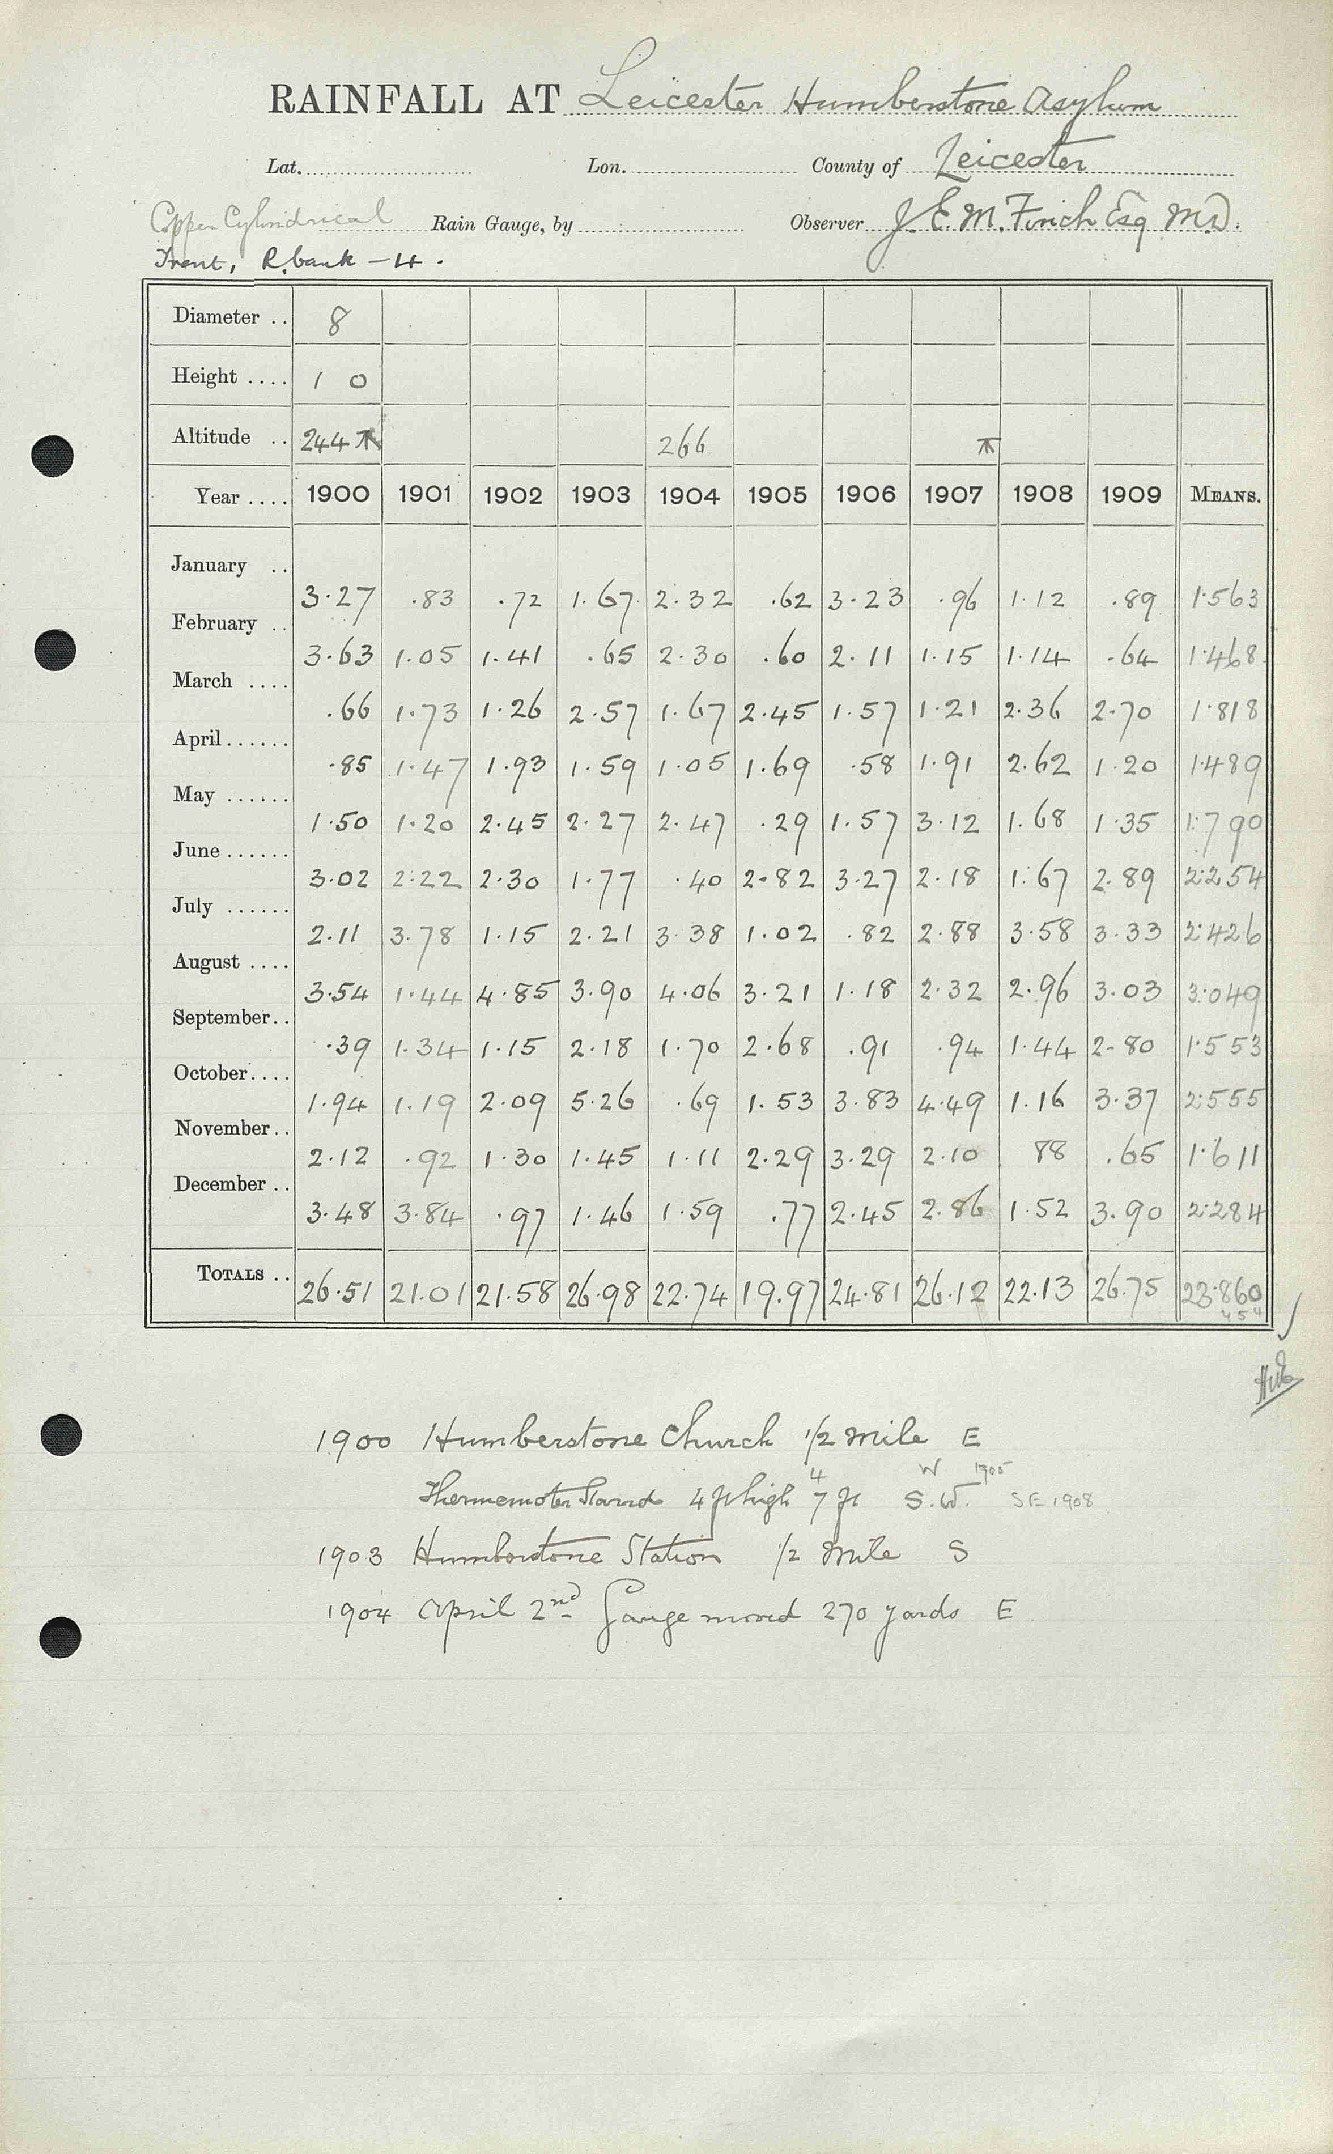 RAINFALL AT Leicester Humberstone Asylum
Lat. Lon. County of Leicester
Copper Cylindrical Rain Gauge, by Observer J. E. M. Finch Esq M.D.
Trent, R. bank - 4.
Diameter .. 8
Height .... 1 0
Altitude .. 244 266
Year .... 1900 1901 1902 1903 1904 1905 1906 1907 1908 1909 MEANS.
January .. 3.27 .83 .72 1.67 2.32 .62 3.23 .96 1.12 .89 1.563
February .. 3.63 1.05 1.41 .65 2.30 .60 2.11 1.15 1.14 .64 1.468
March .... .66 1.73 1.26 2.57 1.67 2.45 1.57 1.21 2.36 2.70 1.818
April...... .85 1.47 1.93 1.59 1.05 1.69 .58 1.91 2.62 1.20 1.489
May ...... 1.50 1.20 2.45 2.27 2.47 .29 1.57 3.12 1.68 1.35 1.790
June...... 3.02 2.22 2.30 1.77 .40 2.82 3.27 2.18 1.67 2.89 2.254
July ...... 2.11 3.78 1.15 2.21 3.38 1.02 .82 2.88 3.58 3.33 2.426
August .... 3.54 1.44 4.85 3.90 4.06 3.21 1.18 2.32 2.96 3.03 3.049
September.. .39 1.34 1.15 2.18 1.70 2.68 .91 .94 1.44 2.80 1.553
October.... 1.94 1.19 2.09 5.26 .69 1.53 3.83 4.49 1.16 3.37 2.555
November.. 2.12 .92 1.30 1.45 1.11 2.29 3.29 2.10 88 .65 1.611
December .. 3.48 3.84 .97 1.46 1.59 .77 2.45 2.86 1.52 3.90 2.284
TOTALS .. 26.51 21.01 21.58 26.98 22.74 19.97 24.81 26.12 22.13 26.75 23.860
" 5 "
1900 Humberstone Church 1/2 mile E
4 W 1905
Thermometer Stand 4 ft high 7 ft S.W. SE 1908
1903 Humberstone Station 1/2 mile S
1904 April 2nd Gauge moved 270 yards E